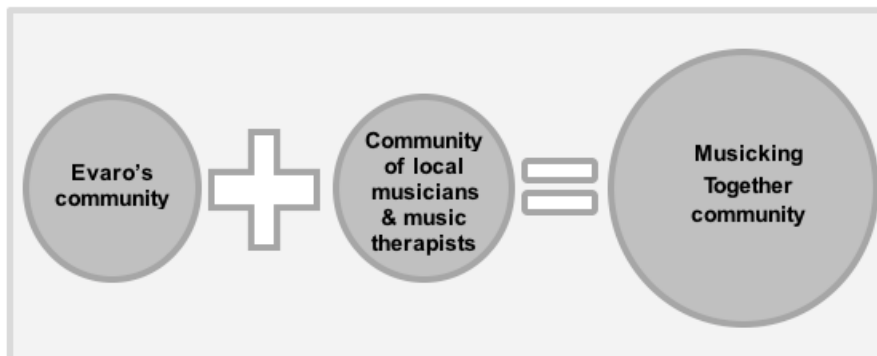 Evaro's
community
Community
of local
musicians
& music
therapists
Musicking
Together
community